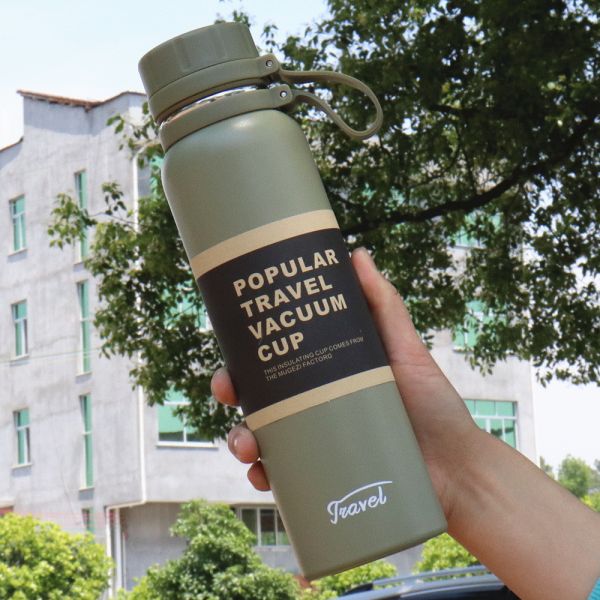 POPULAR
TRAVEL
VACUUM
CUP
THIS INSULATING CUP COMES FROM
THE MUGEZI FACTORG
Travel